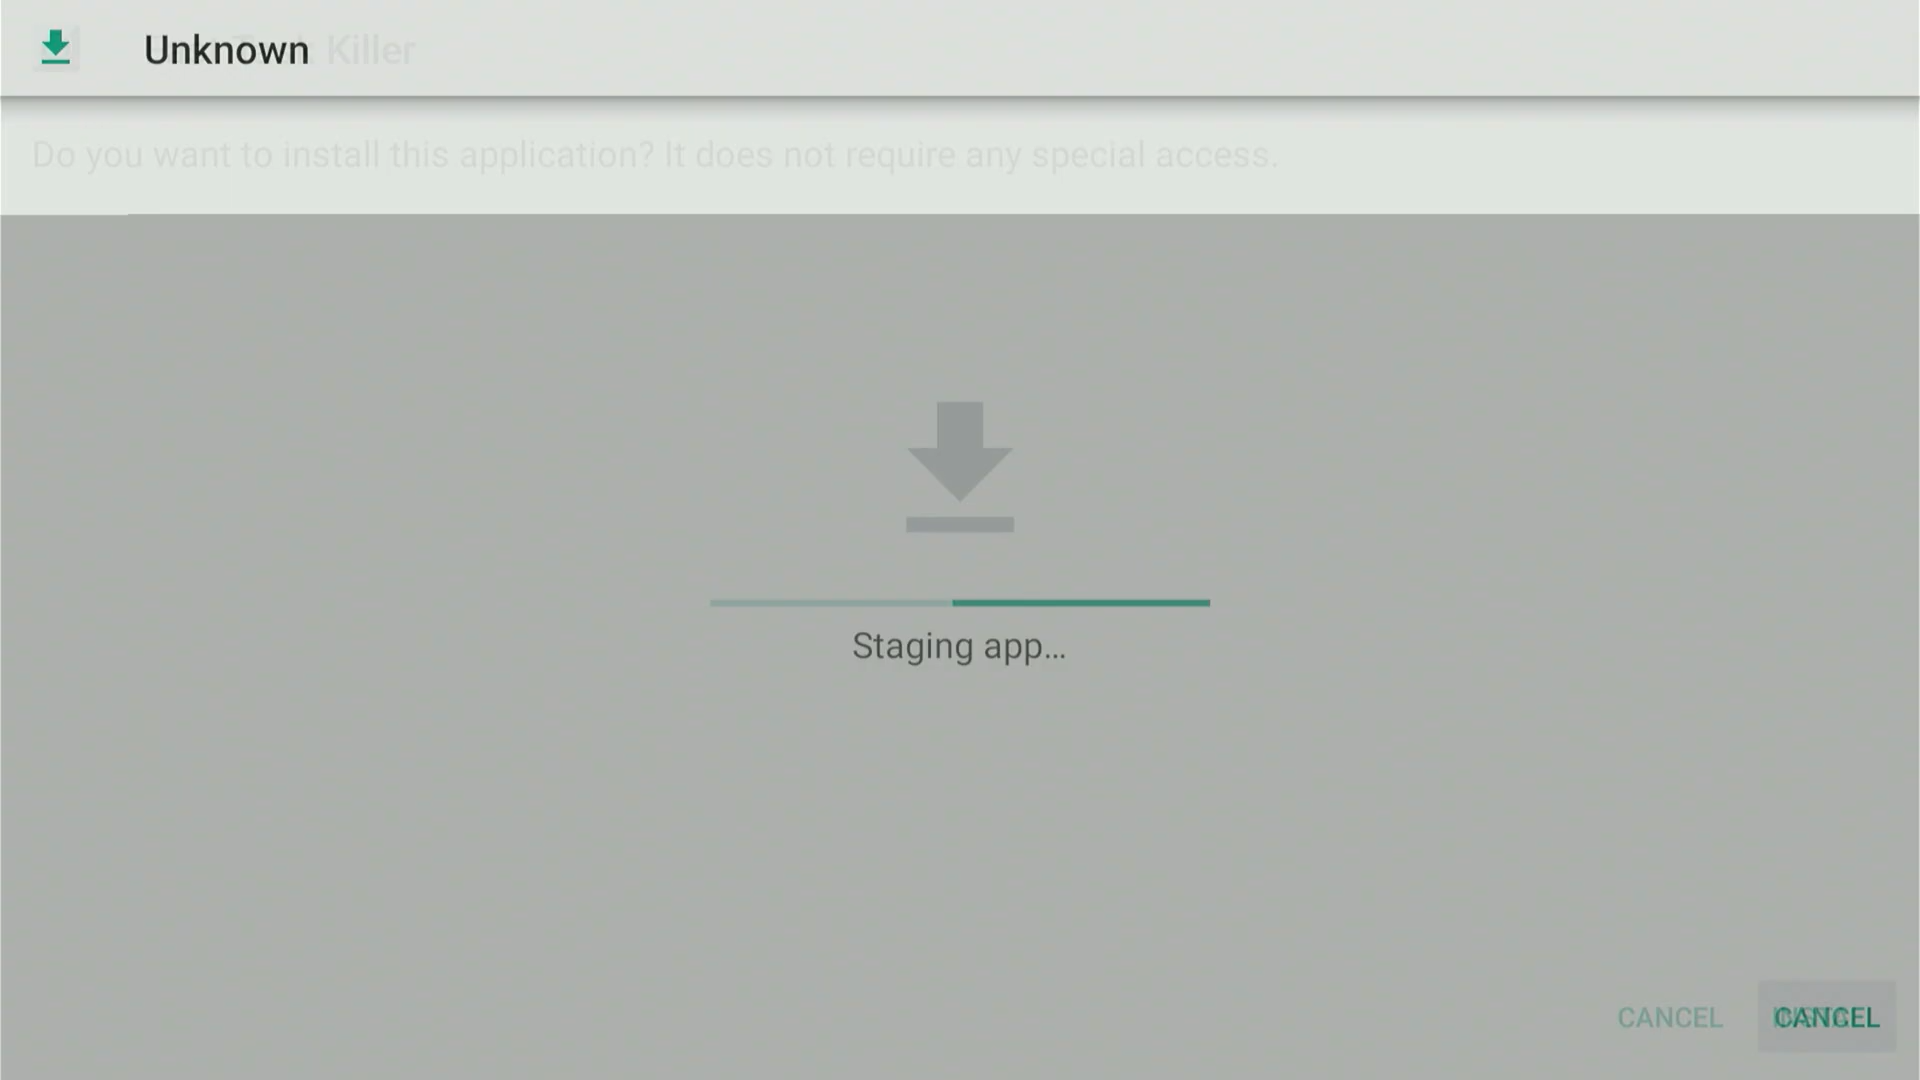 Unknown Killer
Do you want to install this application? It does not require any special access.
Staging app...
CANCEL CANCEL